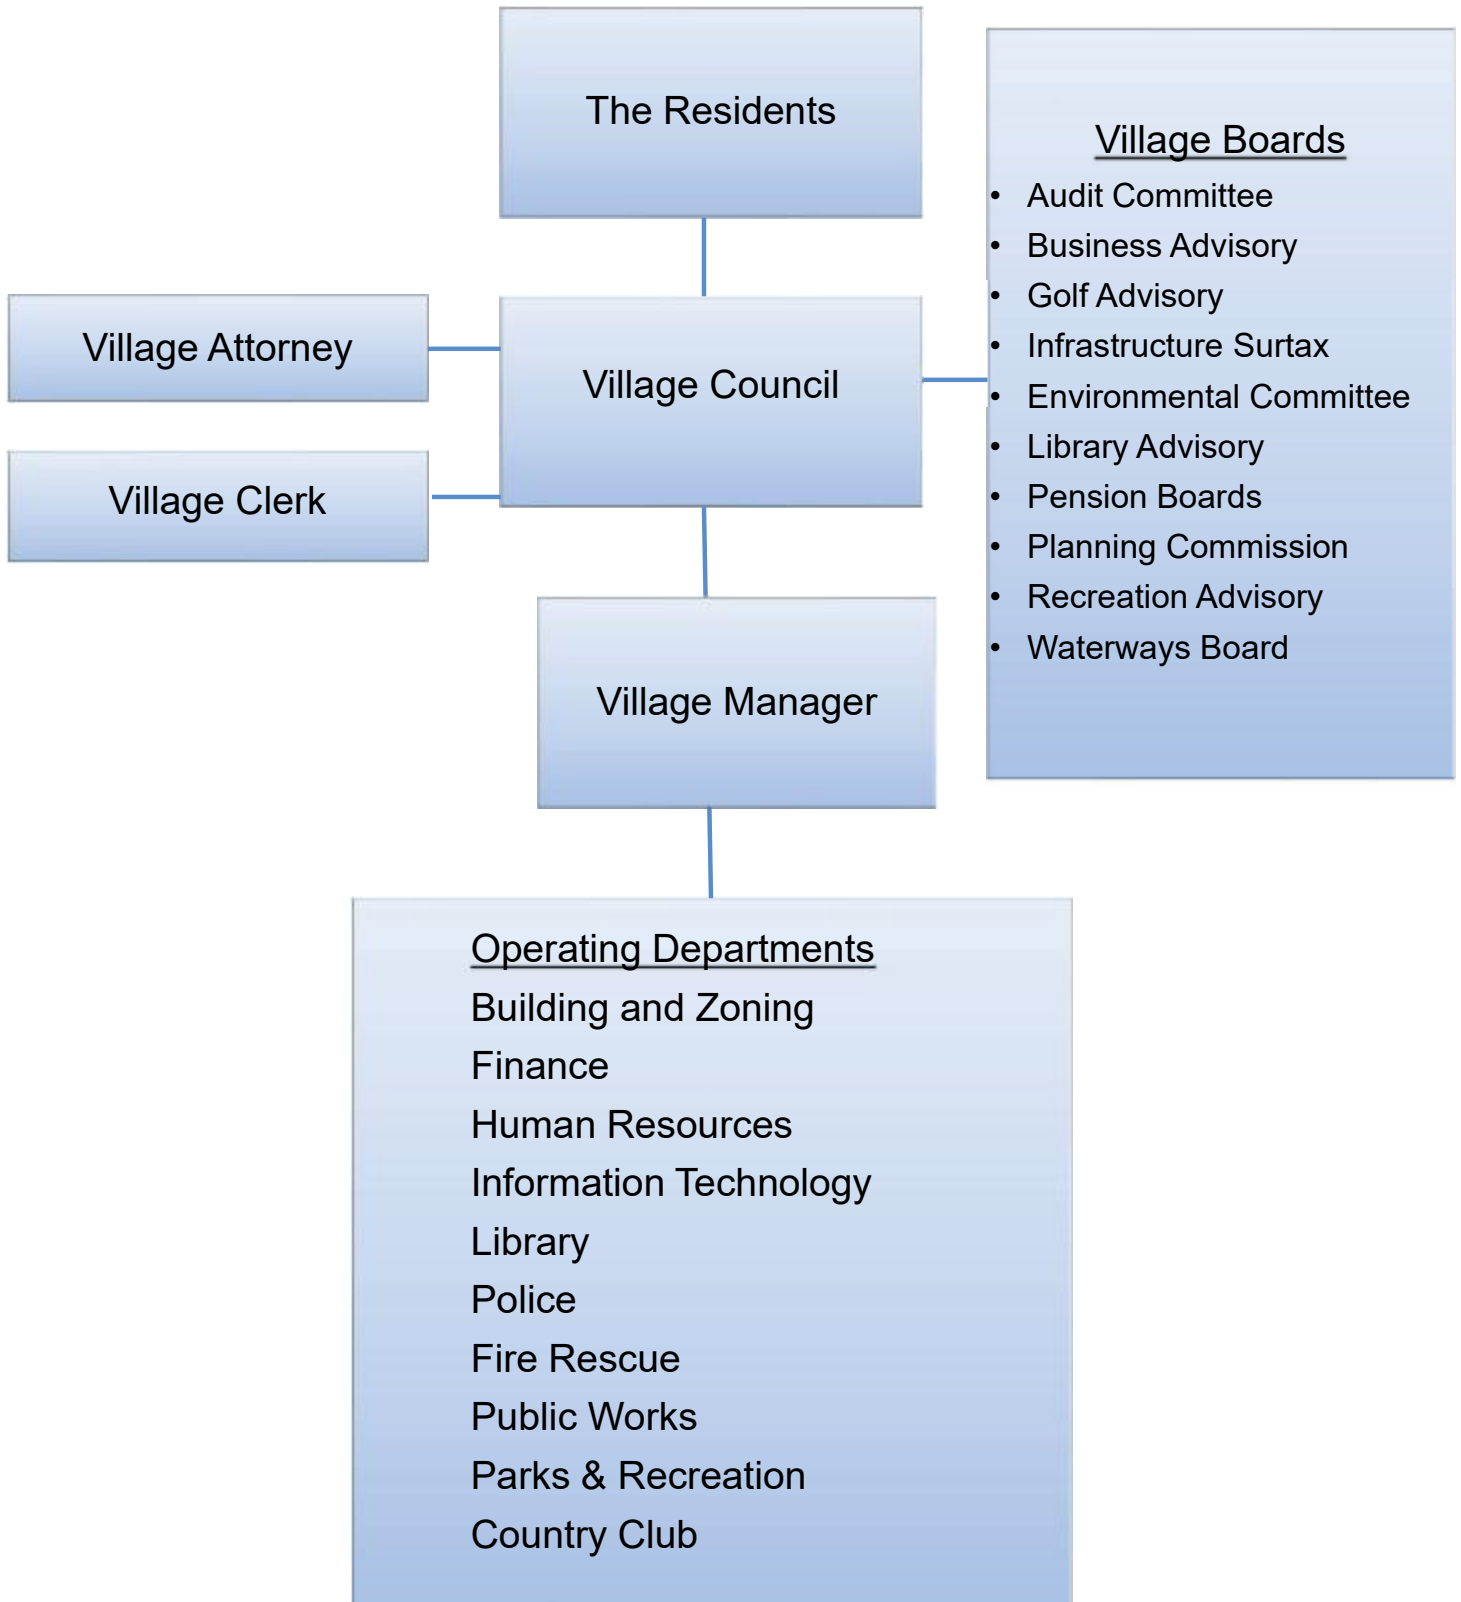 The Residents
Village Boards
• Audit Committee
• Business Advisory
• Golf Advisory
• Infrastructure Surtax
• Environmental Committee
• Library Advisory
• Pension Boards
• Planning Commission
• Recreation Advisory
• Waterways Board
Village Attorney
Village Council
Village Clerk
Village Manager
Operating Departments
Building and Zoning
Finance
Human Resources
Information Technology
Library
Police
Fire Rescue
Public Works
Parks & Recreation
Country Club